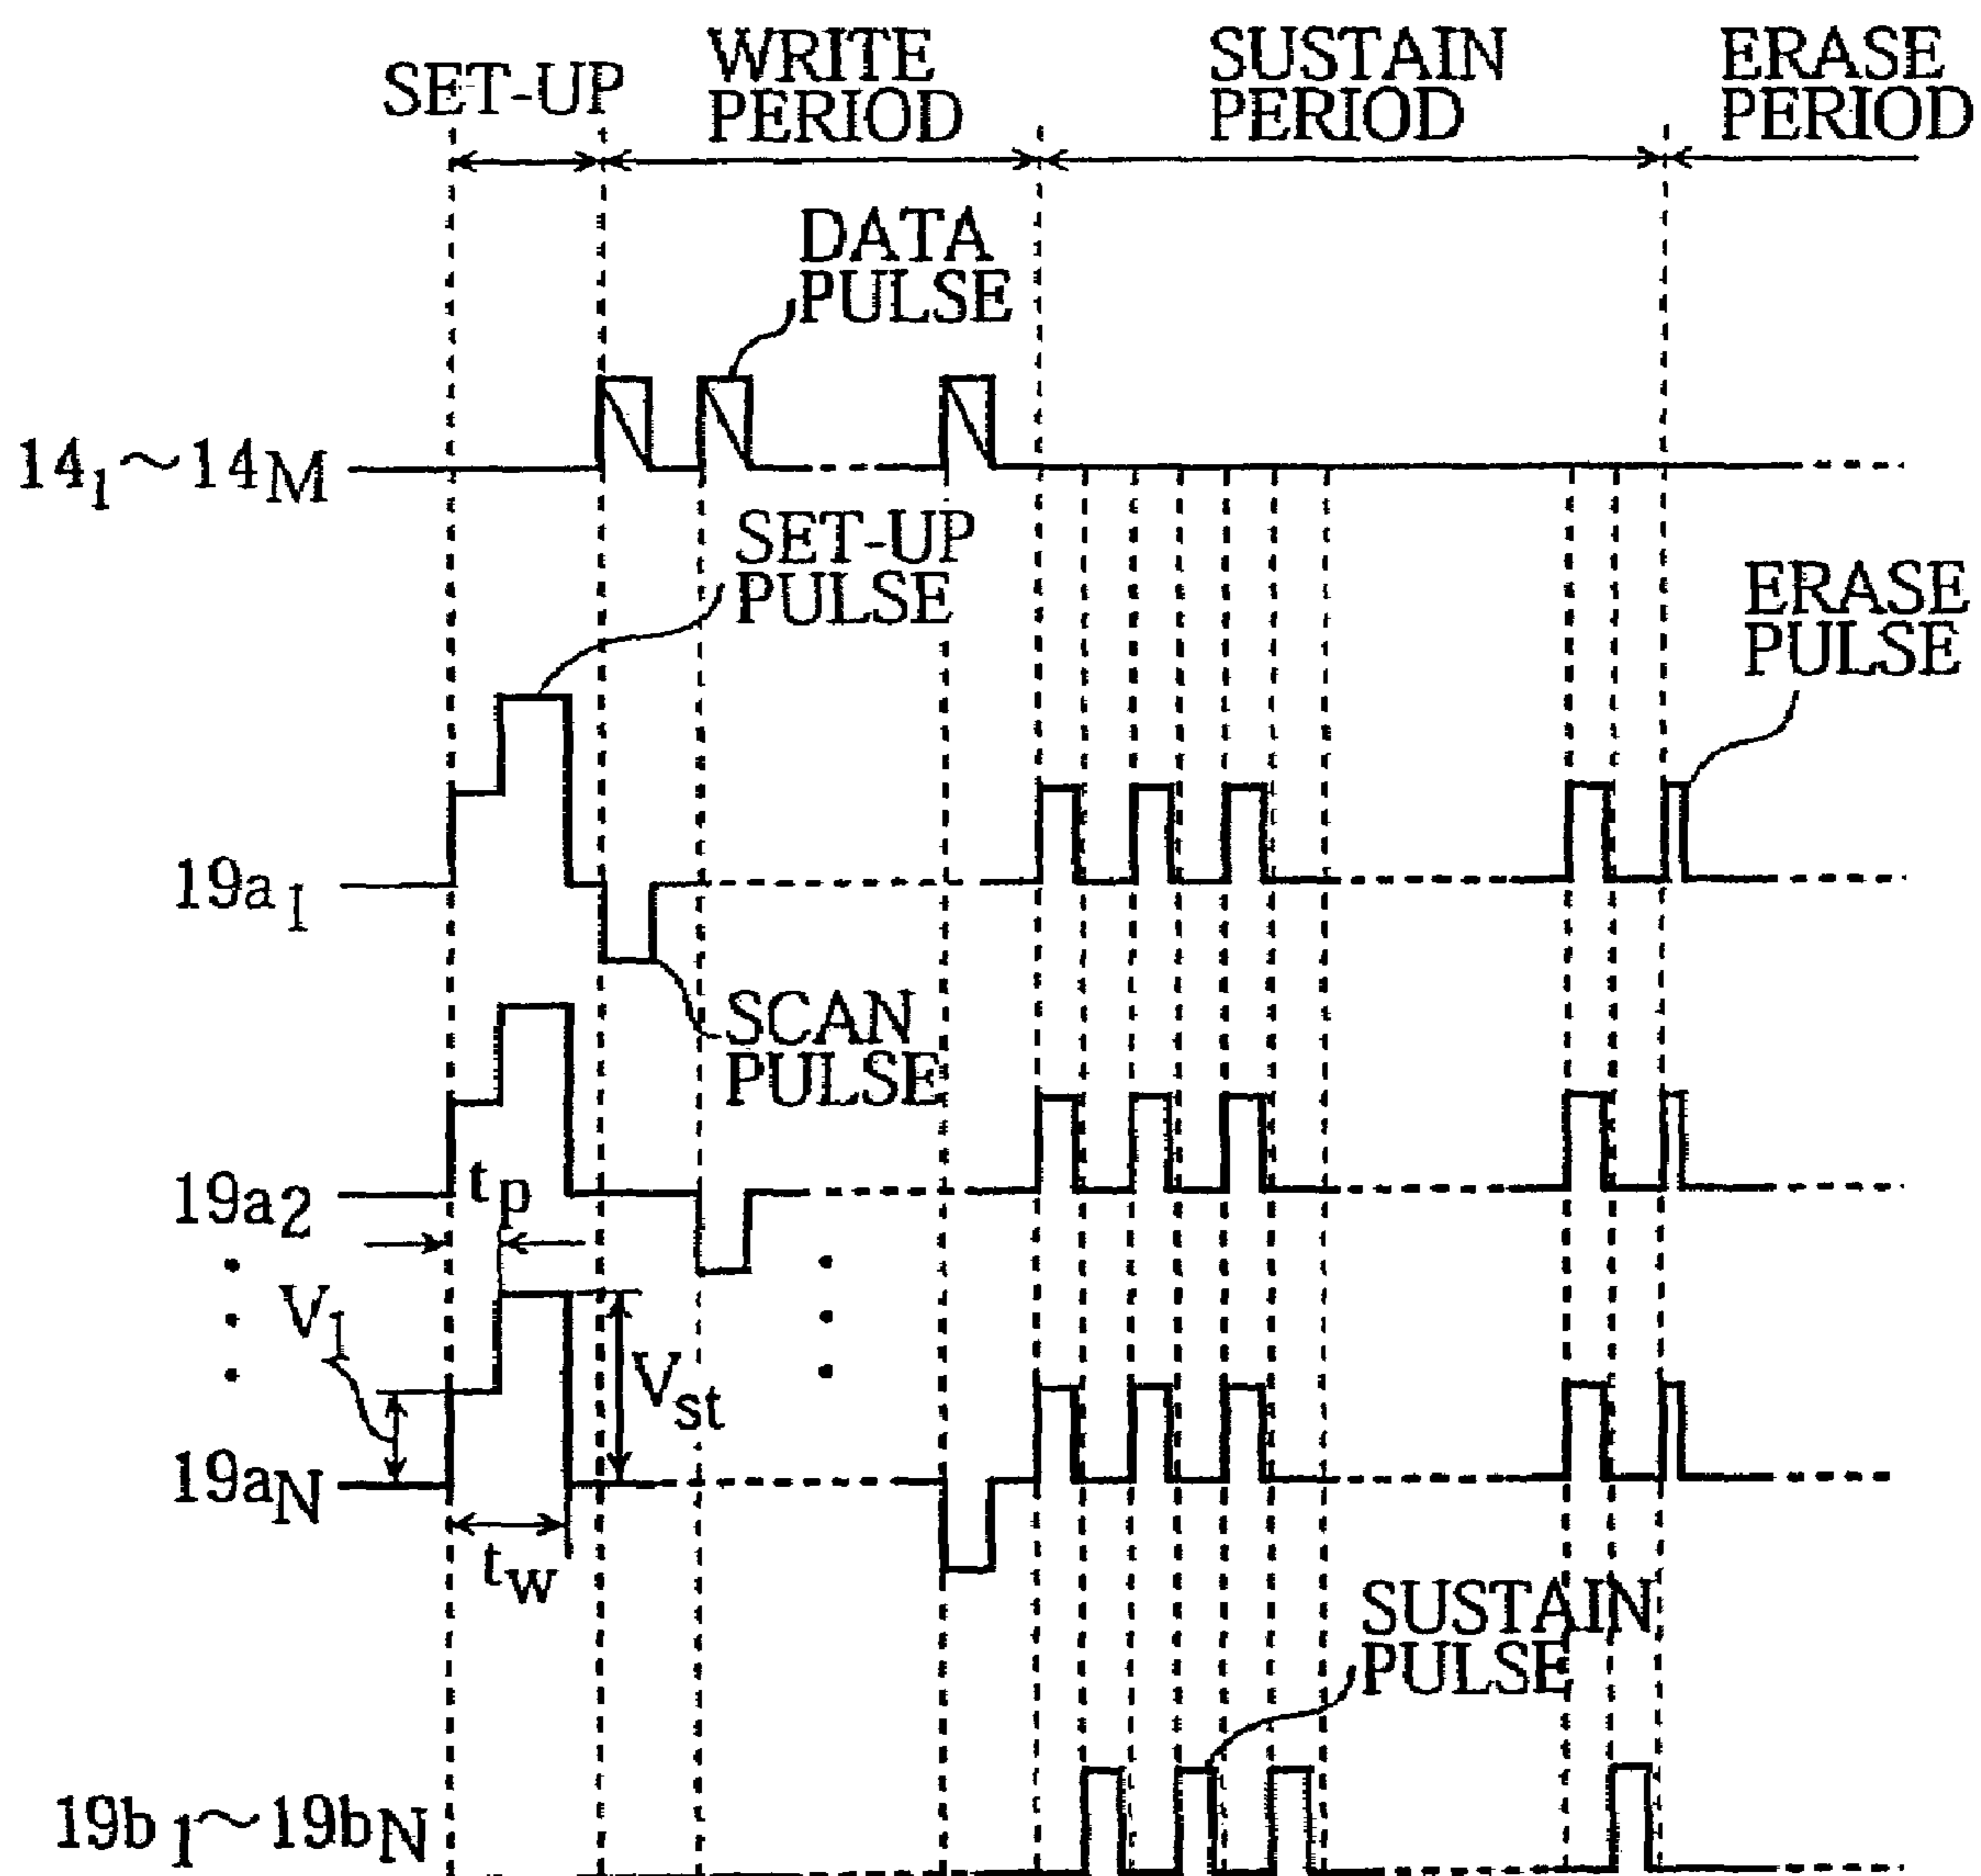 SET-UP
WRITE
PERIOD
SUSTAIN
PERIOD
ERASE
PERIOD
DATA
PULSE
14₁~14M
SET-UP
PULSE
ERASE
PULSE
19a₁
SCAN
PULSE
19a₂
tp
V₁
Vst
19aN
tw
SUSTAIN
PULSE
19b₁~19bN